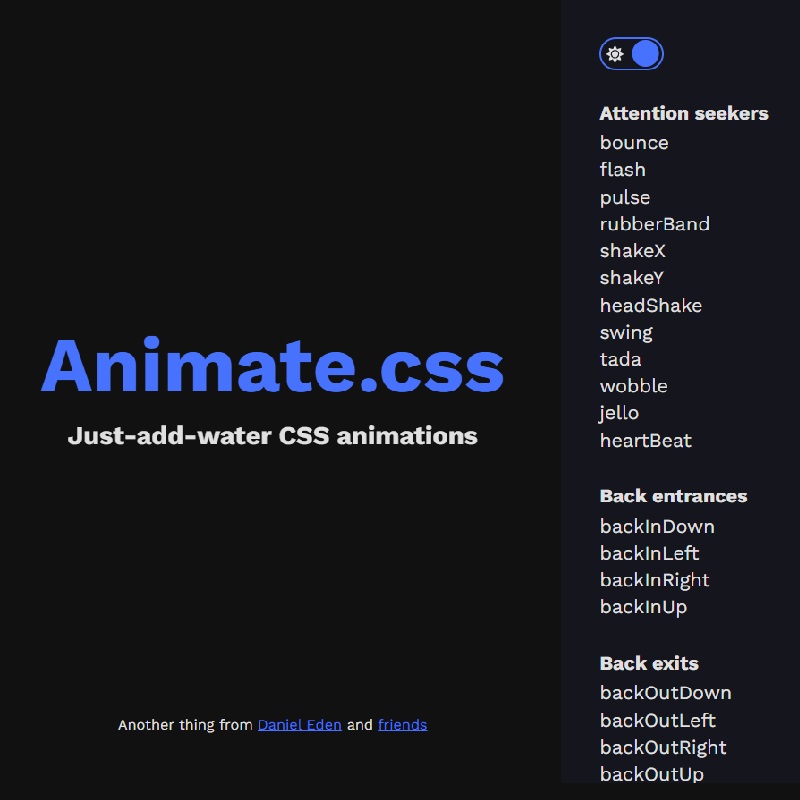 Animate.css
Just-add-water CSS animations
Another thing from Daniel Eden and friends
Attention seekers
bounce
flash
pulse
rubberBand
shakeX
shakeY
headShake
swing
tada
wobble
jello
heartBeat
Back entrances
backInDown
backInLeft
backInRight
backInUp
Back exits
backOutDown
backOutLeft
backOutRight
backOutUp